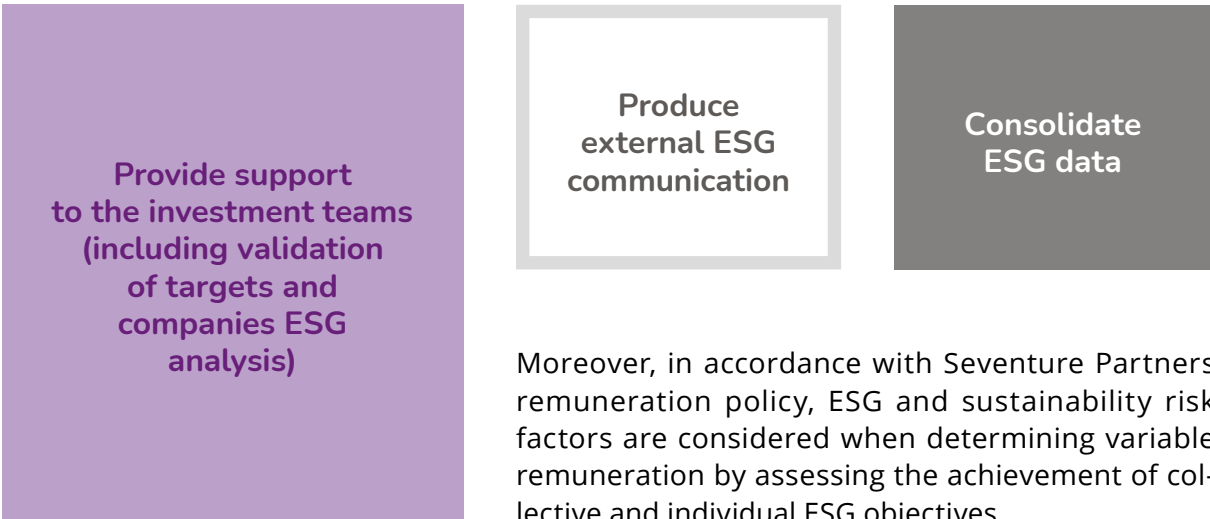 Provide support
to the investment teams
(including validation
of targets and
companies ESG
analysis)
Produce
external ESG
communication
Consolidate
ESG data
Moreover, in accordance with Seventure Partners
remuneration policy, ESG and sustainability risk
factors are considered when determining variable
remuneration by assessing the achievement of col-
lective and individual ESG objectives